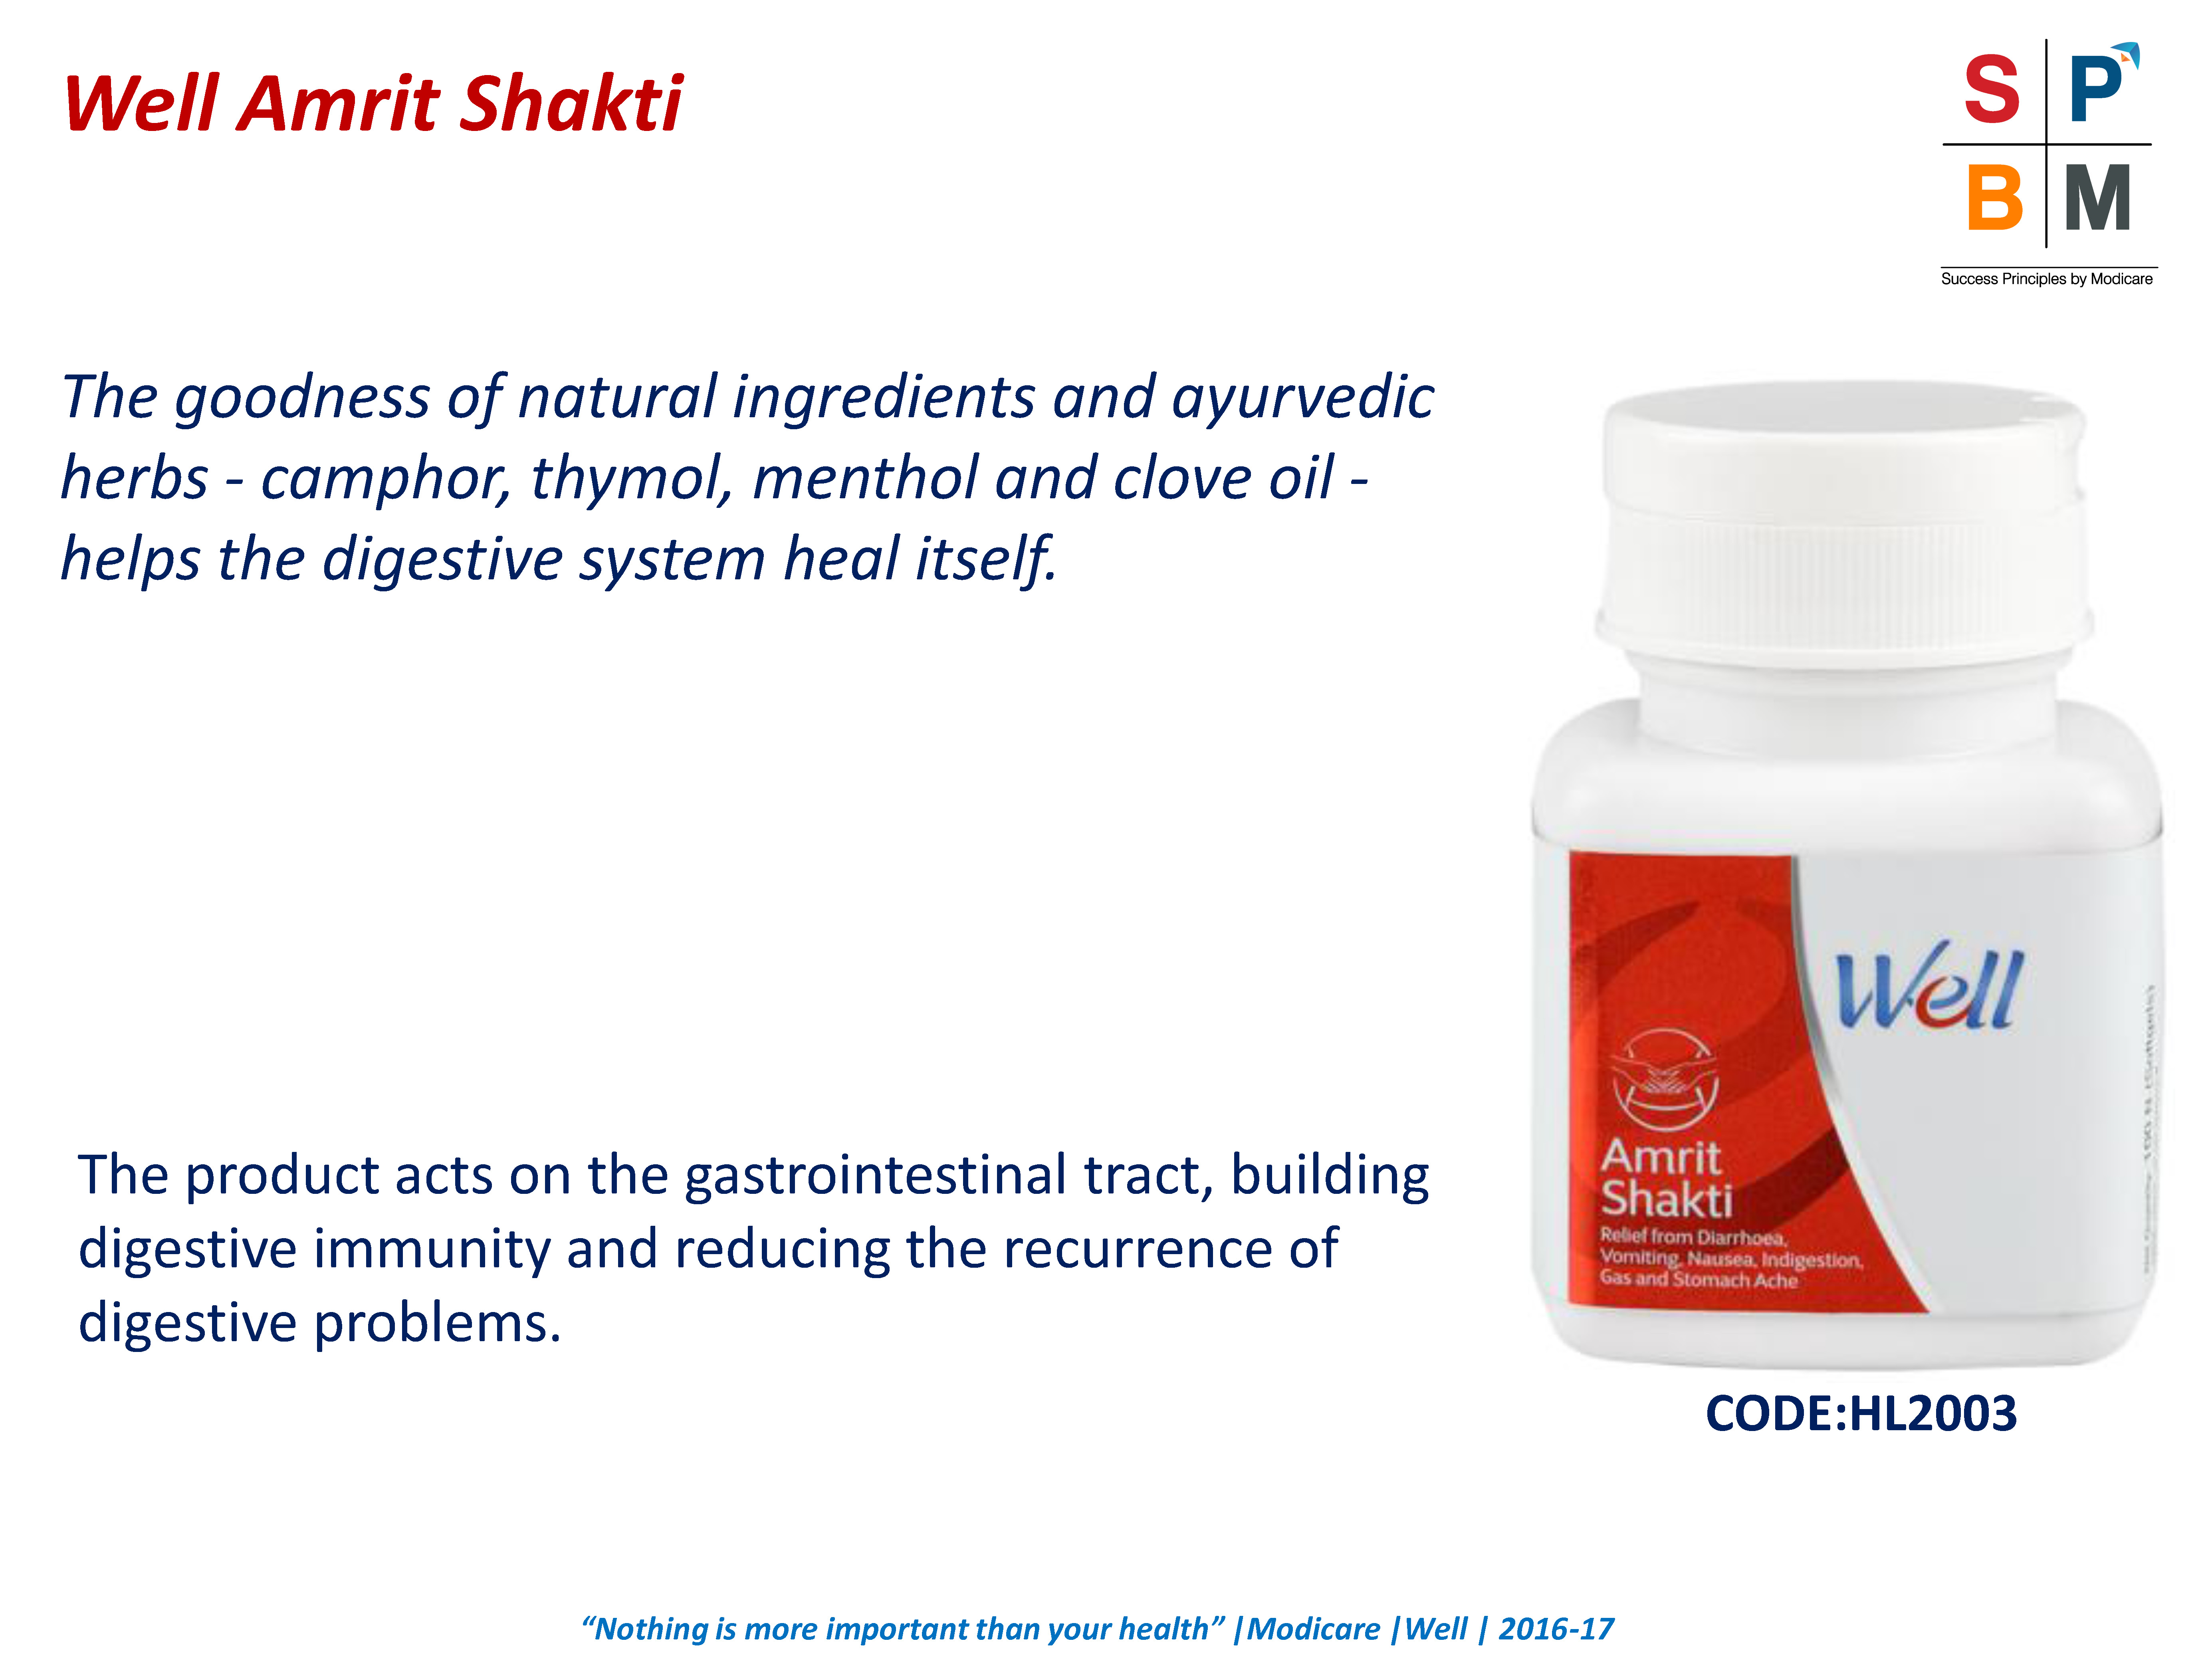 Well Amrit Shakti
S P
B M
Success Principles by Modicare
The goodness of natural ingredients and ayurvedic
herbs - camphor, thymol, menthol and clove oil -
helps the digestive system heal itself.
Well
Amrit
Shakti
Relief from Diarrhoea,
Vomiting, Nausea, Indigestion,
Gas and Stomach Ache
The product acts on the gastrointestinal tract, building
digestive immunity and reducing the recurrence of
digestive problems.
CODE:HL2003
“Nothing is more important than your health” |Modicare |Well | 2016-17